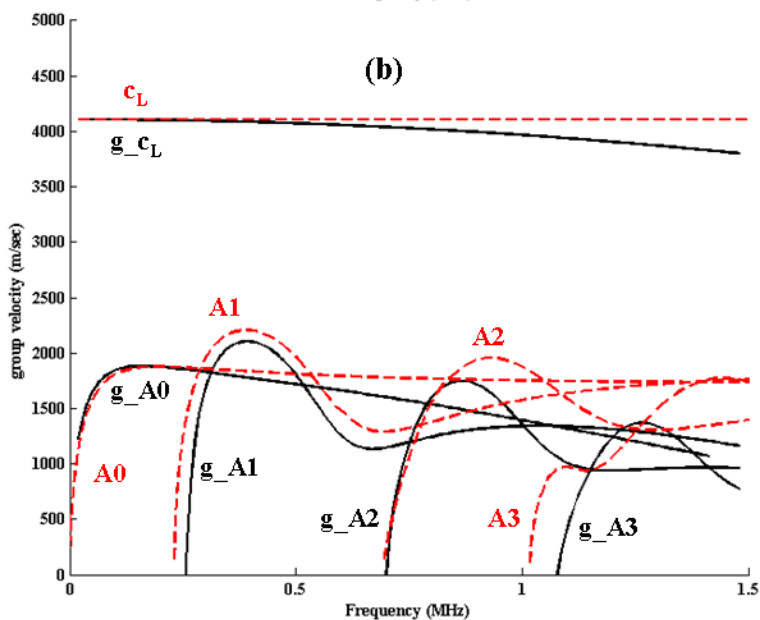 5000
(b)
4500
c_L
4000
g_c_L
3500
3000
2500
A1
A2
2000
g_A0
1500
A0
g_A1
1000
g_A2
A3
g_A3
500
0
0
0.5
1
1.5
group velocity (m/sec)
Frequency (MHz)